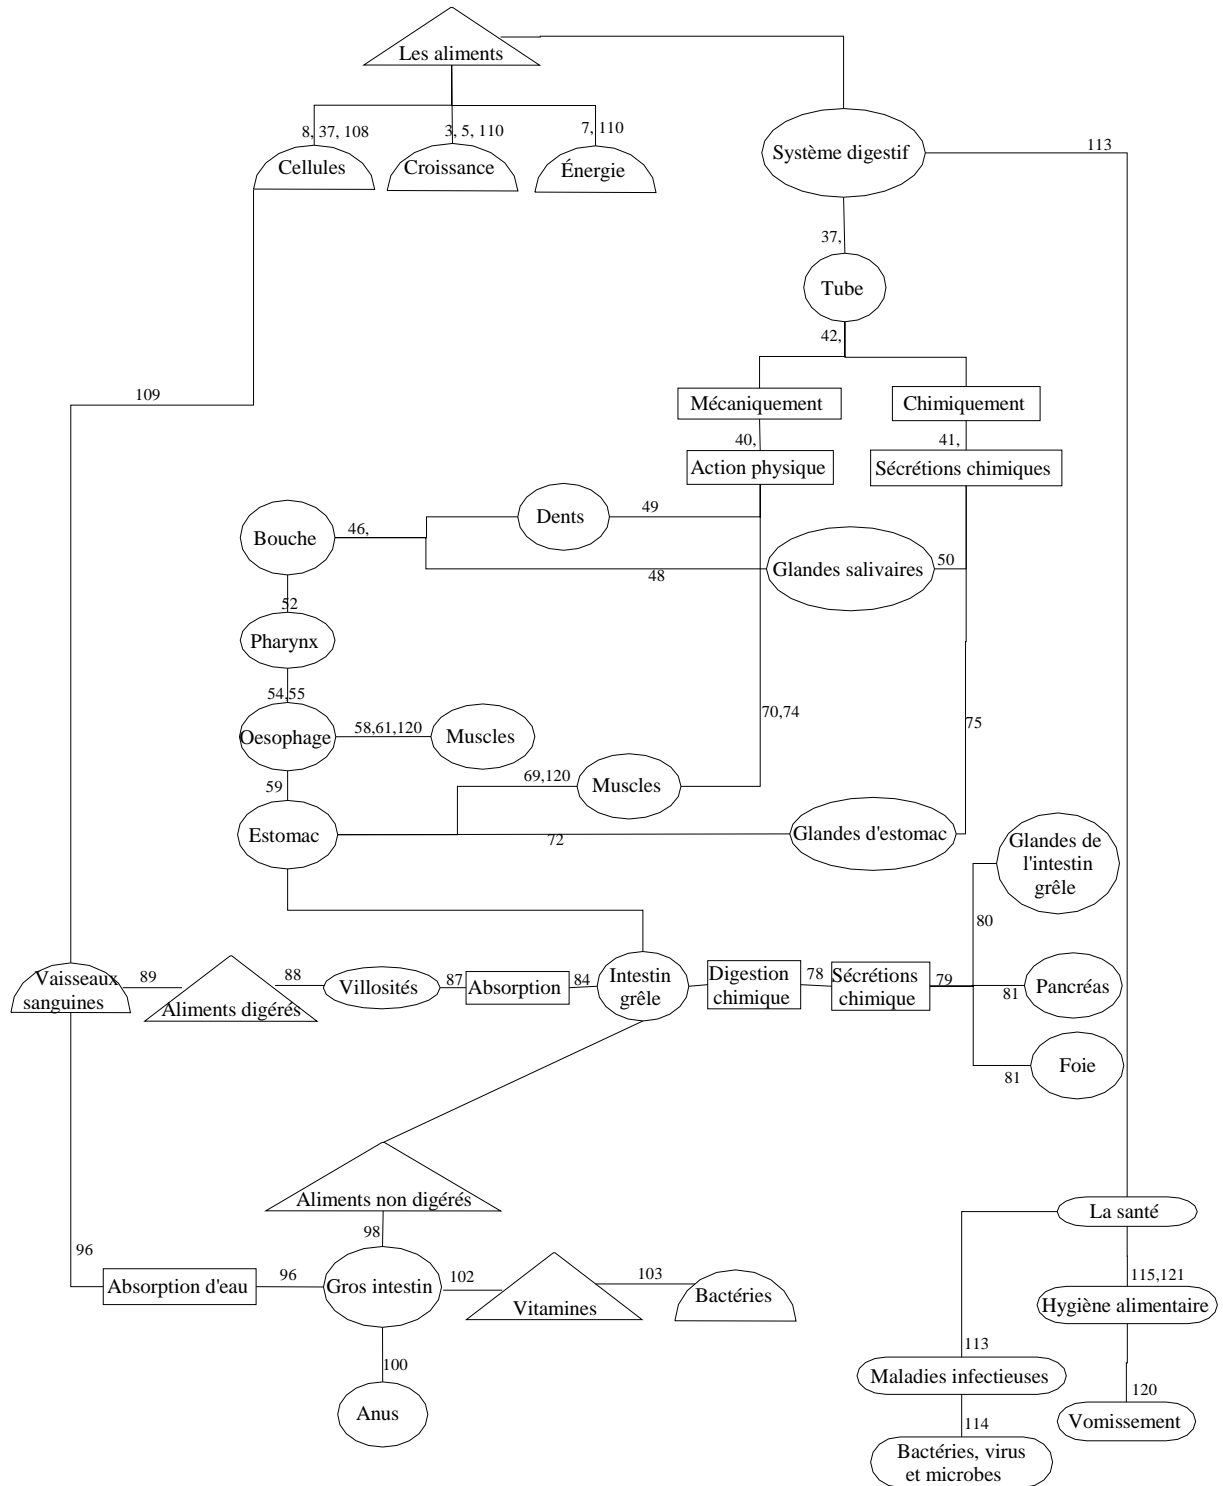 Les aliments
8, 37, 108
3, 5, 110
7, 110
Cellules
Croissance
Énergie
Système digestif
113
37,
Tube
42,
109
Mécaniquement
Chimiquement
40,
41,
Action physique
Sécrétions chimiques
Bouche
46,
Dents
49
48
Glandes salivaires
50
52
Pharynx
54,55
Oesophage
58,61,120
Muscles
70,74
75
59
69,120
Muscles
Estomac
72
Glandes d'estomac
Glandes de
l'intestin
grêle
80
Vaisseaux
sanguines
89
Aliments digérés
88
Villosités
87
Absorption
84
Intestin
grêle
Digestion
chimique
78
Sécrétions
chimique
79
81
Pancréas
81
Foie
Aliments non digérés
98
La santé
96
Absorption d'eau
96
Gros intestin
102
Vitamines
103
Bactéries
115,121
Hygiène alimentaire
100
Anus
113
Maladies infectieuses
120
Vomissement
114
Bactéries, virus
et microbes